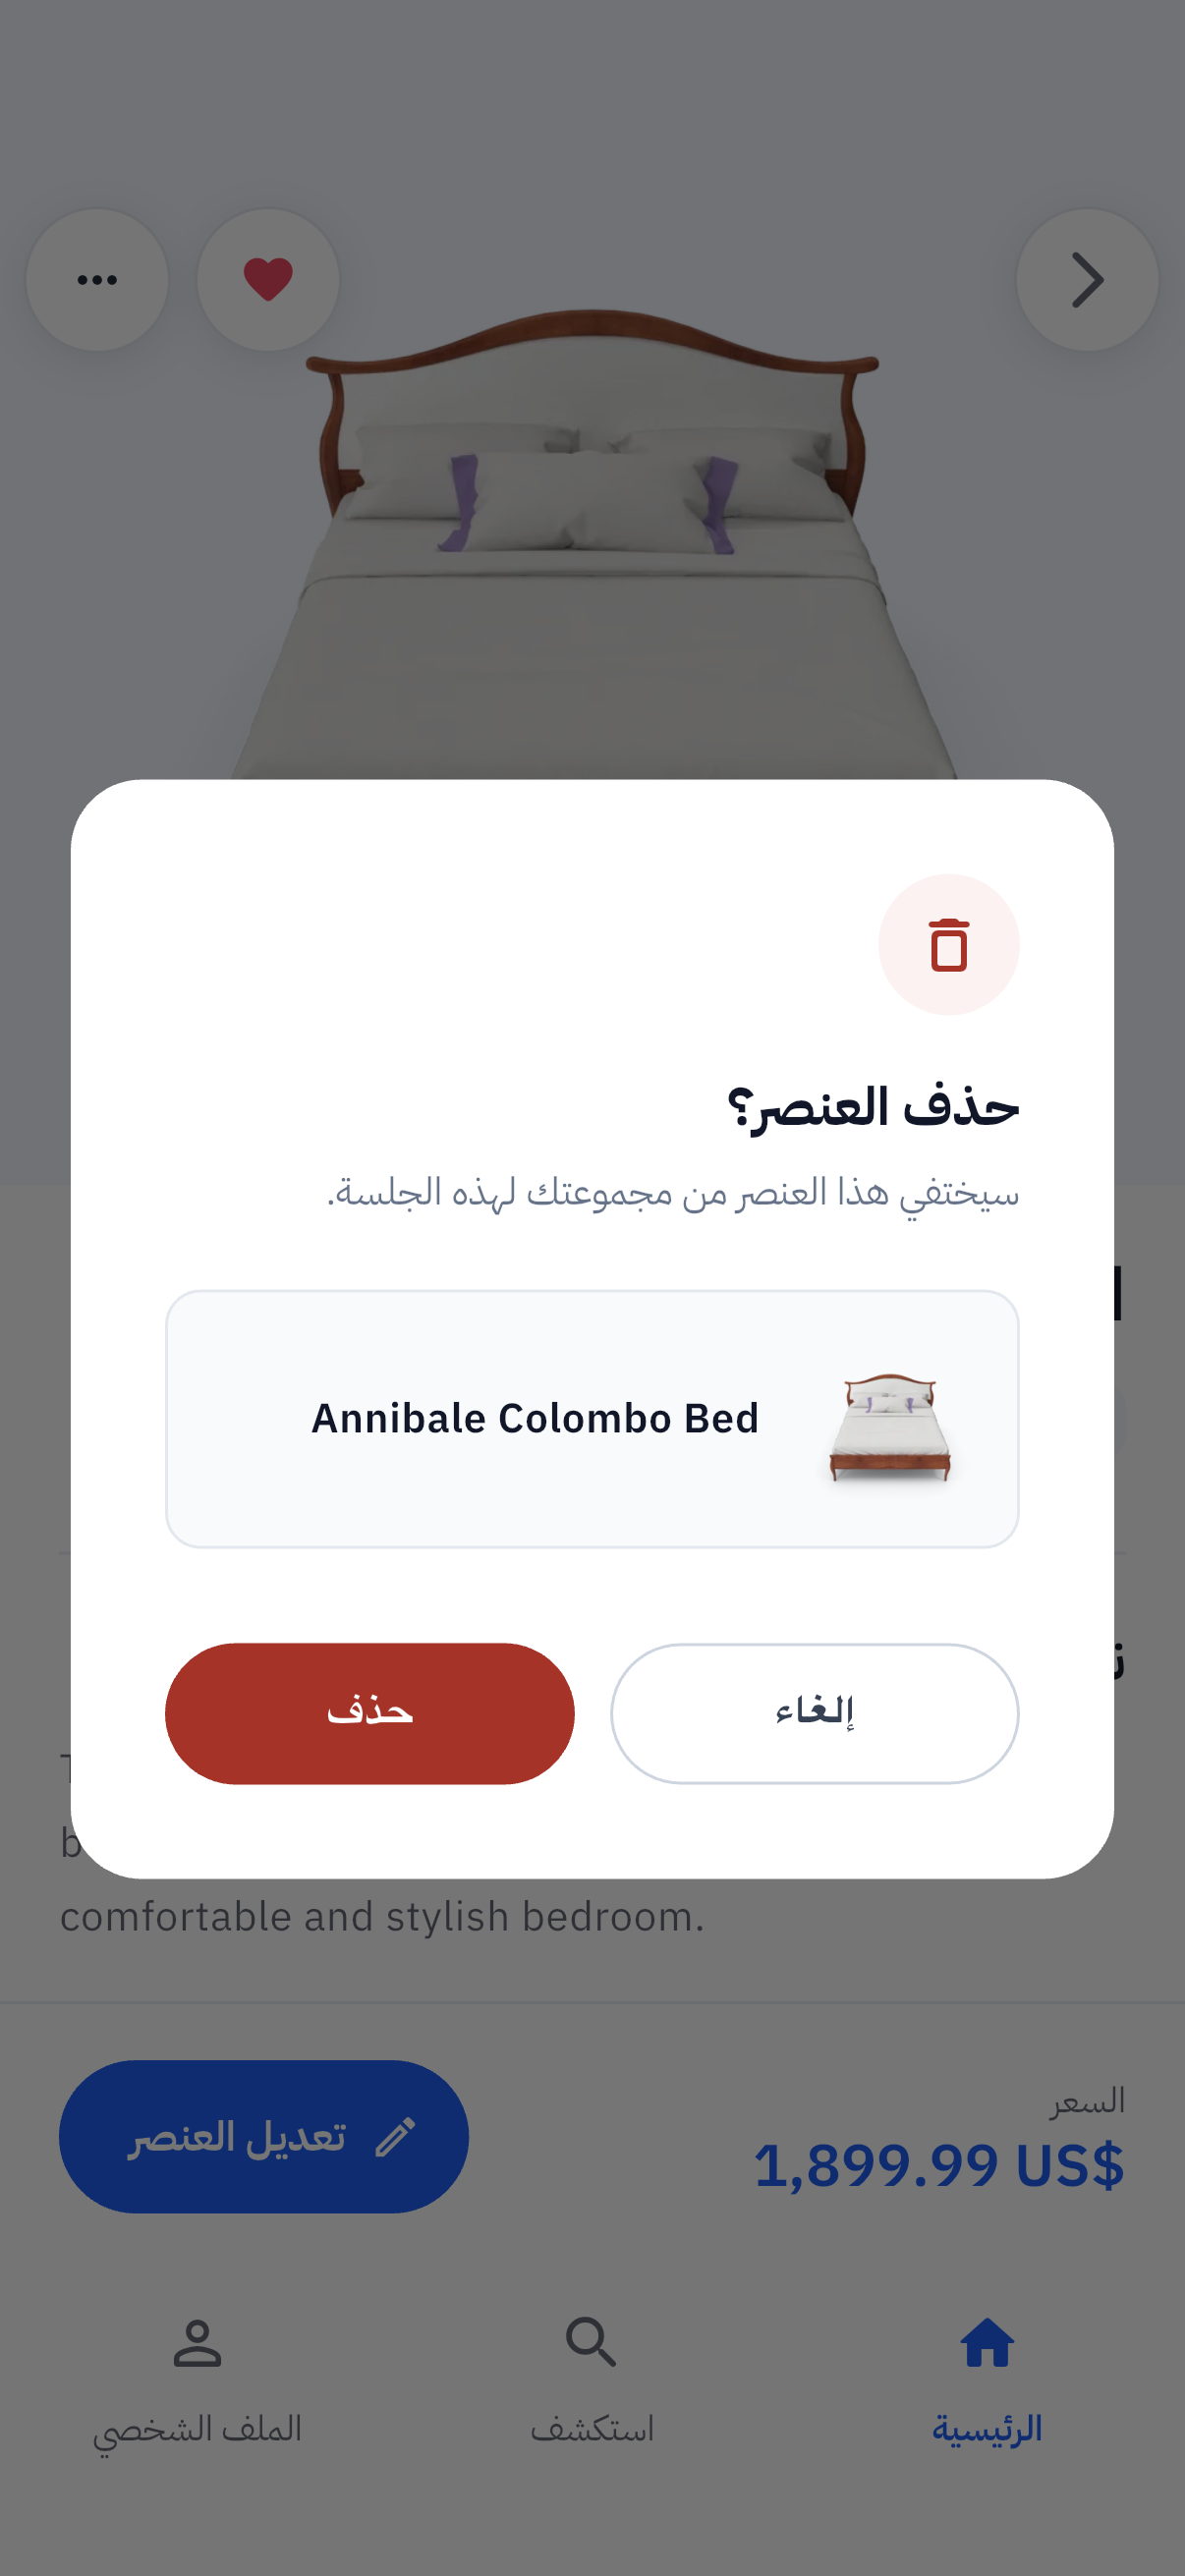 حذف العنصر؟
سيختفي هذا العنصر من مجموعتك لهذه الجلسة.
Annibale Colombo Bed
إلغاء
حذف
comfortable and stylish bedroom.
السعر
1,899.99 US$
تعديل العنصر
الرئيسية
استكشف
الملف الشخصي